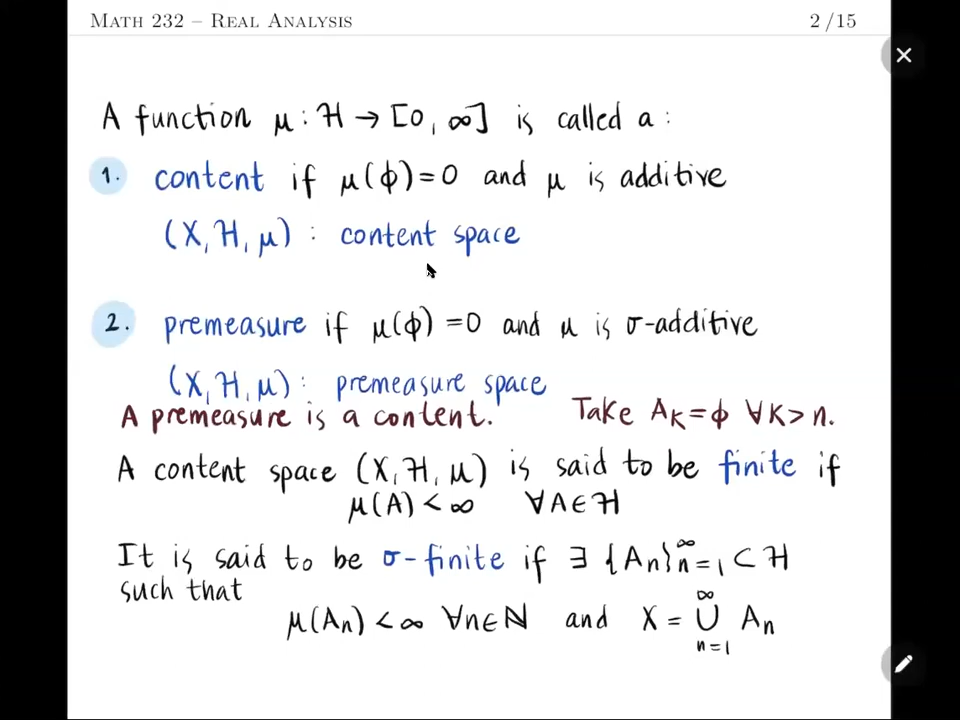 MATH 232 – REAL ANALYSIS 2 / 15
A function μ : ℋ → [0, ∞] is called a :
1. content if μ(ϕ) = 0 and μ is additive
(X, ℋ, μ) : content space
2. premeasure if μ(ϕ) = 0 and μ is σ-additive
(X, ℋ, μ) : premeasure space
A premeasure is a content. Take A_K = ϕ ∀K > n.
A content space (X, ℋ, μ) is said to be finite if
μ(A) < ∞ ∀A ∈ ℋ
It is said to be σ-finite if ∃ {A_n}_{n=1}^∞ ⊂ ℋ
such that
μ(A_n) < ∞ ∀n ∈ ℕ and X = ∪_{n=1}^∞ A_n